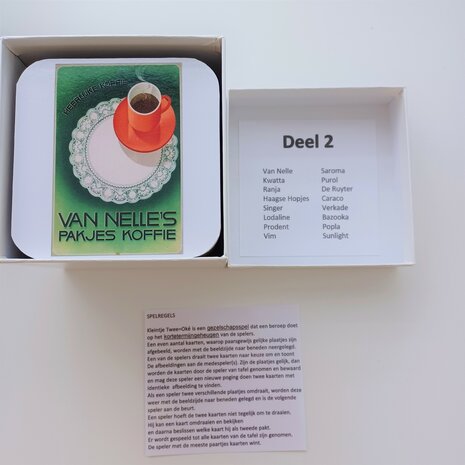 HEERLIJKE KOFFIE
VAN NELLE'S
PAKJES KOFFIE
Deel 2
Van Nelle Saroma
Kwatta Purol
Ranja De Ruyter
Haagse Hopjes Caraco
Singer Verkade
Lodaline Bazooka
Prodent Popla
Vim Sunlight
SPELREGELS
Kleintje Twee=Oké is een gezelschapsspel dat een beroep doet
op het kortetermijngeheugen van de spelers.
Een even aantal kaarten, waarop paarsgewijs gelijke plaatjes zijn
afgebeeld, worden met de beeldzijde naar beneden neergelegd.
Een van de spelers draait twee kaarten naar keuze om en toont
De afbeeldingen aan de medespeler(s). Zijn de plaatjes gelijk, dan
worden de kaarten door de speler van tafel genomen en bewaard
en mag deze speler een nieuwe poging doen twee kaarten met
identieke afbeelding te vinden.
Als een speler twee verschillende plaatjes omdraait, worden deze
weer met de beeldzijde naar beneden gelegd en is de volgende
speler aan de beurt.
Een speler hoeft de twee kaarten niet tegelijk om te draaien.
Hij kan een kaart omdraaien en bekijken
en daarna beslissen welke kaart hij als tweede pakt.
Er wordt gespeeld tot alle kaarten van de tafel zijn genomen.
De speler met de meeste paartjes kaarten wint.